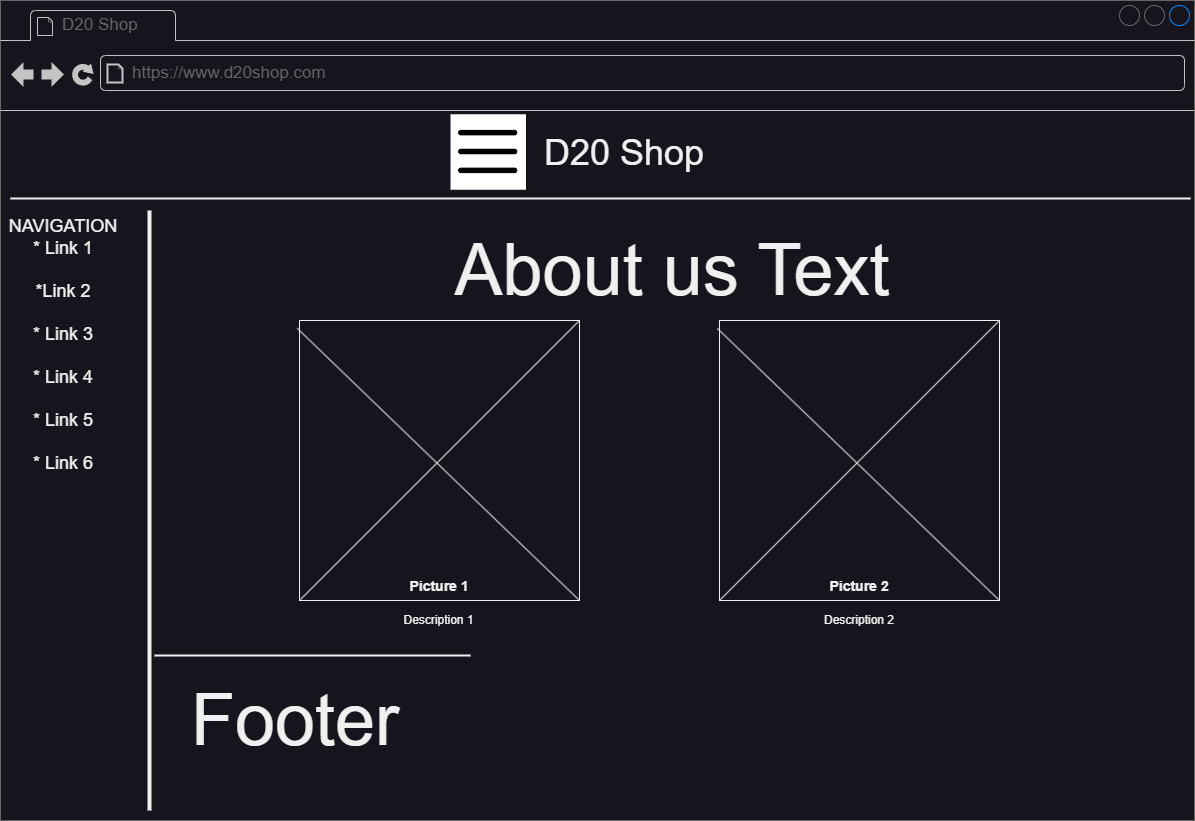 D20 Shop
https://www.d20shop.com
D20 Shop
NAVIGATION
* Link 1
*Link 2
* Link 3
* Link 4
* Link 5
* Link 6
About us Text
Picture 1
Picture 2
Description 1
Description 2
Footer